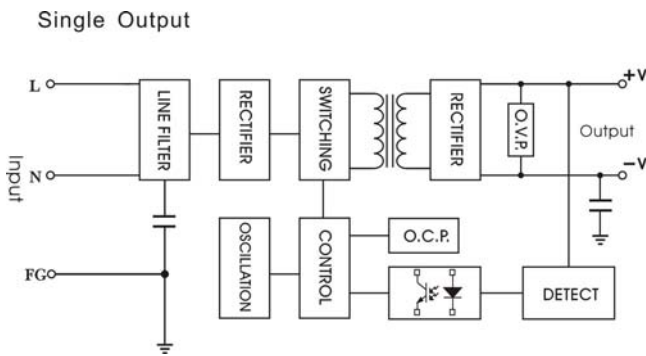 Single Output
Input
L
N
FG
LINE FILTER
RECTIFIER
SWITCHING
RECTIFIER
O.V.P.
+V
Output
-V
OSCILLATION
CONTROL
O.C.P.
DETECT